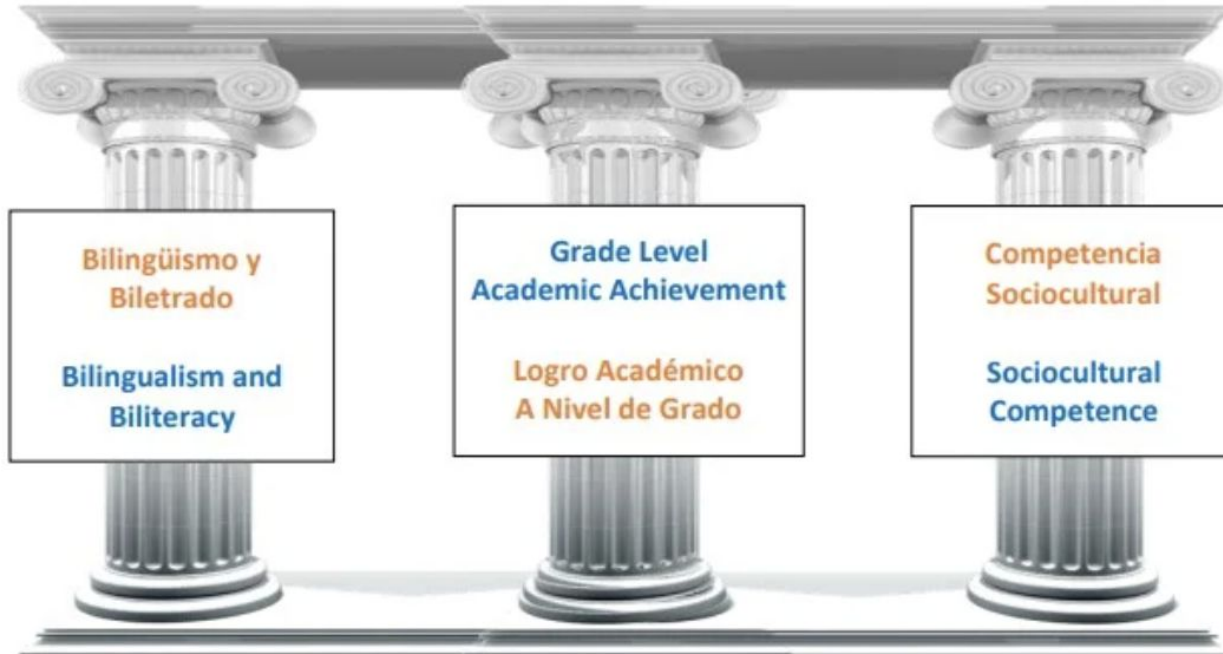 Bilingüismo y
Biletrado
Bilingualism and
Biliteracy
Grade Level
Academic Achievement
Logro Académico
A Nivel de Grado
Competencia
Sociocultural
Sociocultural
Competence